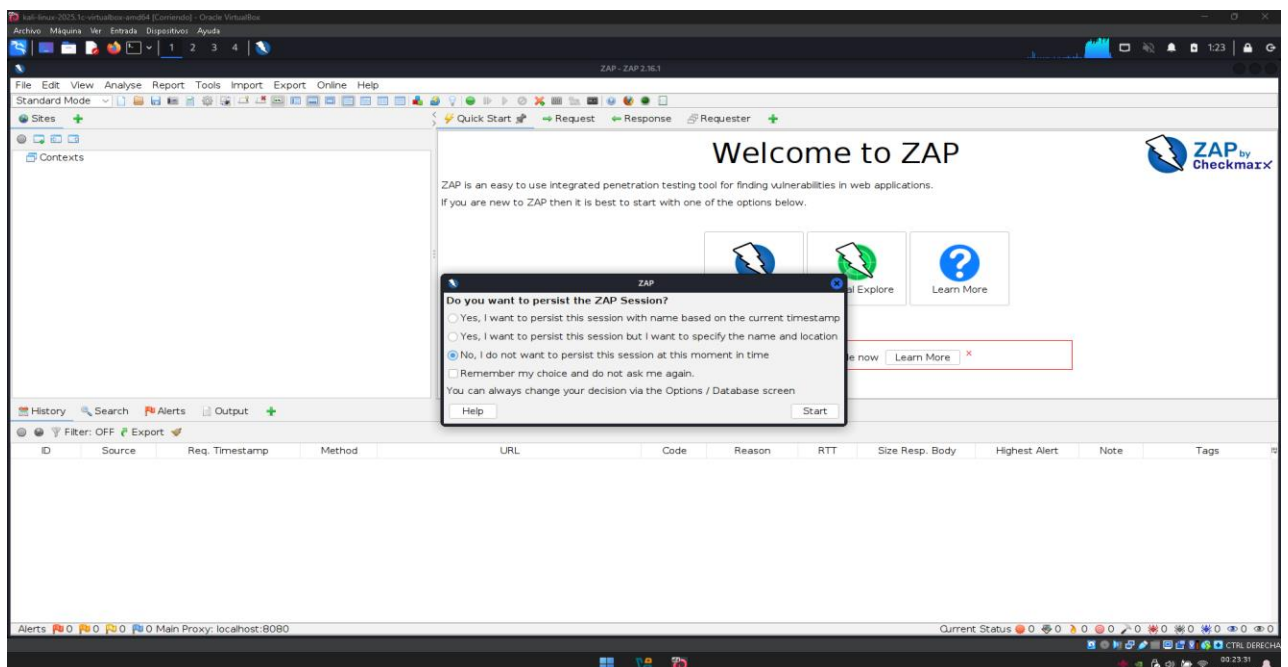 kali-linux-2025.1c-virtualbox-amd64 [Corriendo] - Oracle VirtualBox
Archivo Máquina Ver Entrada Dispositivos Ayuda
1 2 3 4
1:23
ZAP - ZAP 2.16.1
File Edit View Analyse Report Tools Import Export Online Help
Standard Mode
Sites
Quick Start Request Response Requester
Contexts
Welcome to ZAP
ZAP by Checkmarx
ZAP is an easy to use integrated penetration testing tool for finding vulnerabilities in web applications.
If you are new to ZAP then it is best to start with one of the options below.
Explore
Learn More
now Learn More
ZAP
Do you want to persist the ZAP Session?
Yes, I want to persist this session with name based on the current timestamp
Yes, I want to persist this session but I want to specify the name and location
No, I do not want to persist this session at this moment in time
Remember my choice and do not ask me again.
You can always change your decision via the Options / Database screen
Help
Start
History Search Alerts Output
Filter: OFF Export
ID Source Req. Timestamp Method URL Code Reason RTT Size Resp. Body Highest Alert Note Tags
Alerts 0 0 0 0 Main Proxy: localhost:8080
Current Status 0 0 0 0 0 0 0 0 0 0
CTRL DERECHA
00:23:31